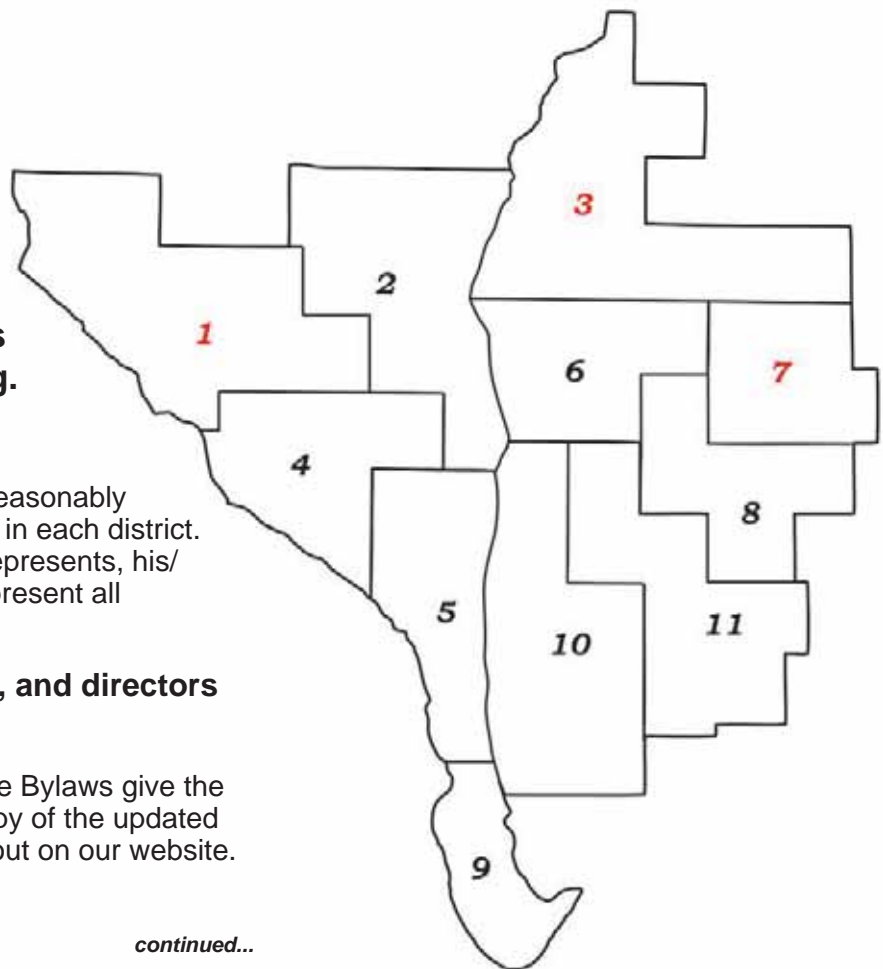 s
g.
easonably
in each district.
epresents, his/
present all
, and directors
e Bylaws give the
py of the updated
out on our website.
continued...
3
2
1
6
7
4
8
5
10
11
9